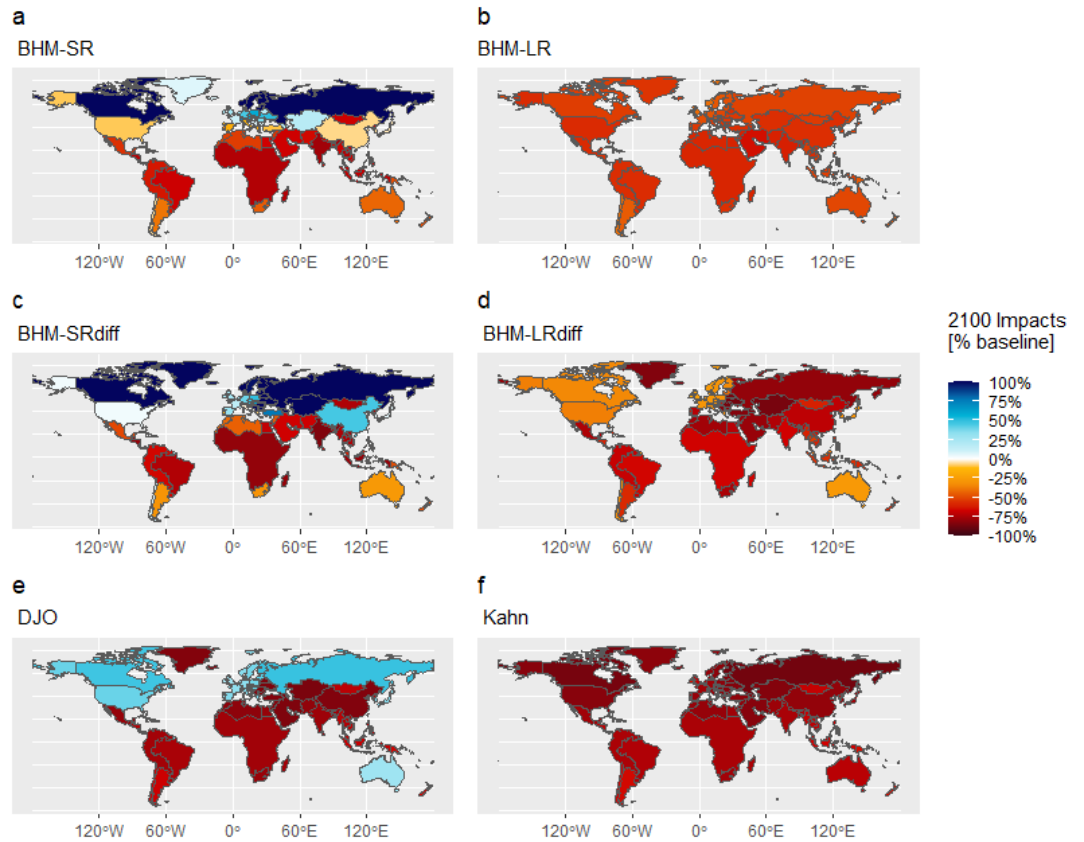 a
BHM-SR
b
BHM-LR
120°W 60°W 0° 60°E 120°E
120°W 60°W 0° 60°E 120°E
c
BHM-SRdiff
d
BHM-LRdiff
120°W 60°W 0° 60°E 120°E
120°W 60°W 0° 60°E 120°E
2100 Impacts
[% baseline]
100%
75%
50%
25%
0%
-25%
-50%
-75%
-100%
e
DJO
f
Kahn
120°W 60°W 0° 60°E 120°E
120°W 60°W 0° 60°E 120°E